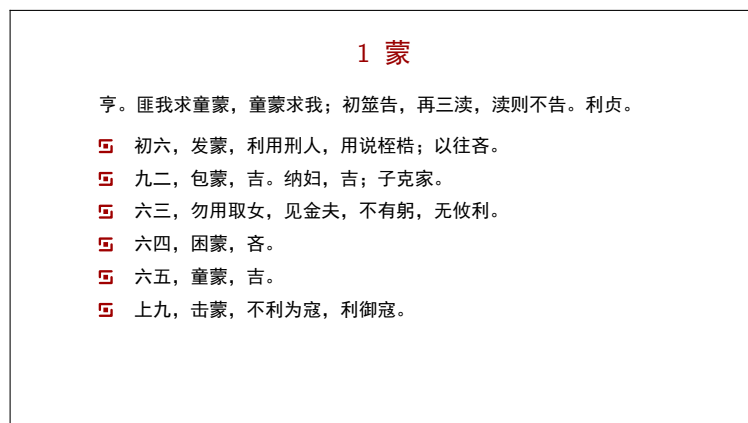 1 蒙
亨。匪我求童蒙，童蒙求我；初筮告，再三渎，渎则不告。利贞。
初六，发蒙，利用刑人，用说桎梏；以往吝。
九二，包蒙，吉。纳妇，吉；子克家。
六三，勿用取女，见金夫，不有躬，无攸利。
六四，困蒙，吝。
六五，童蒙，吉。
上九，击蒙，不利为寇，利御寇。